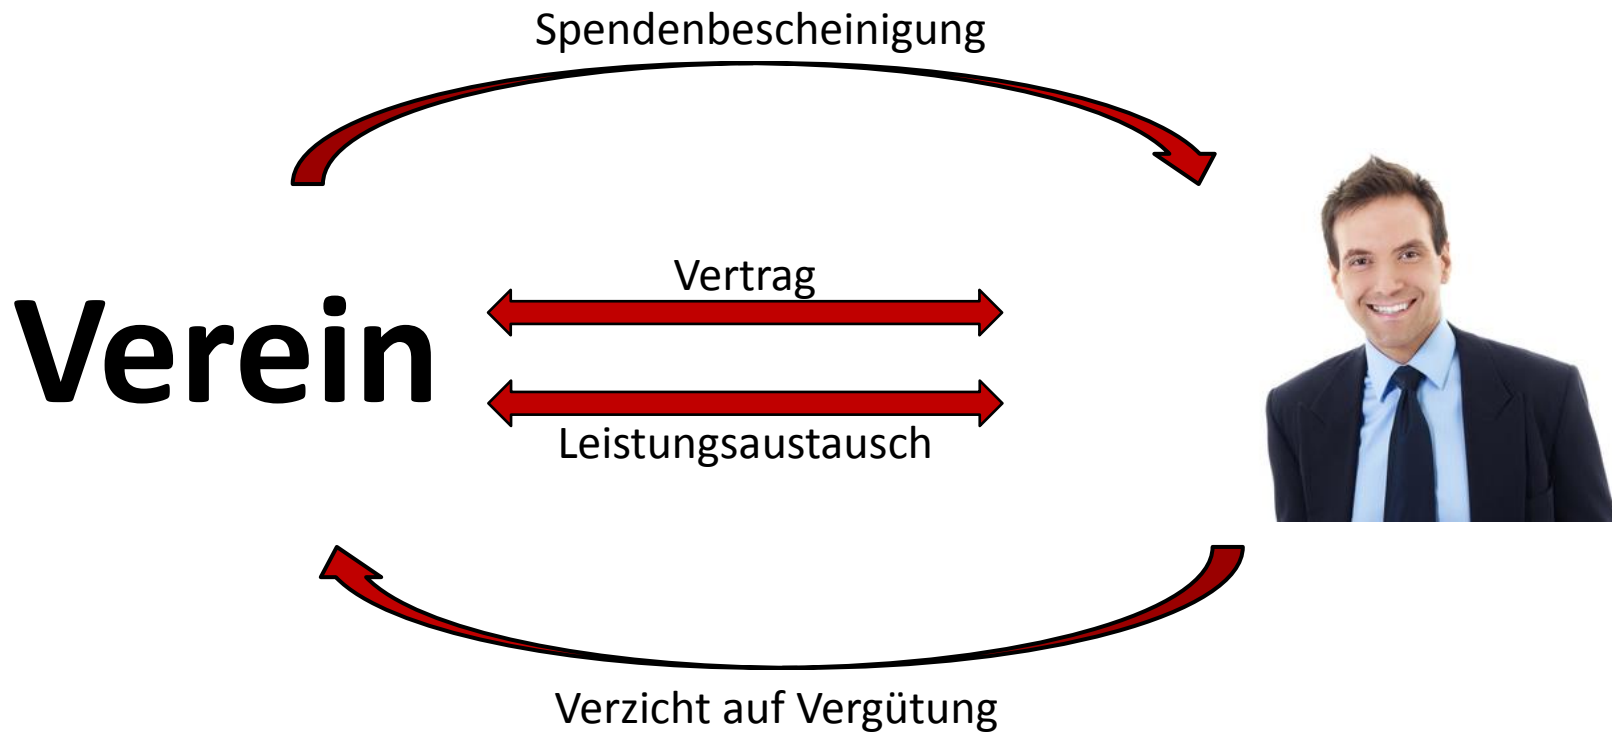 Spendenbescheinigung
Vertrag
Verein
Leistungsaustausch
Verzicht auf Vergütung